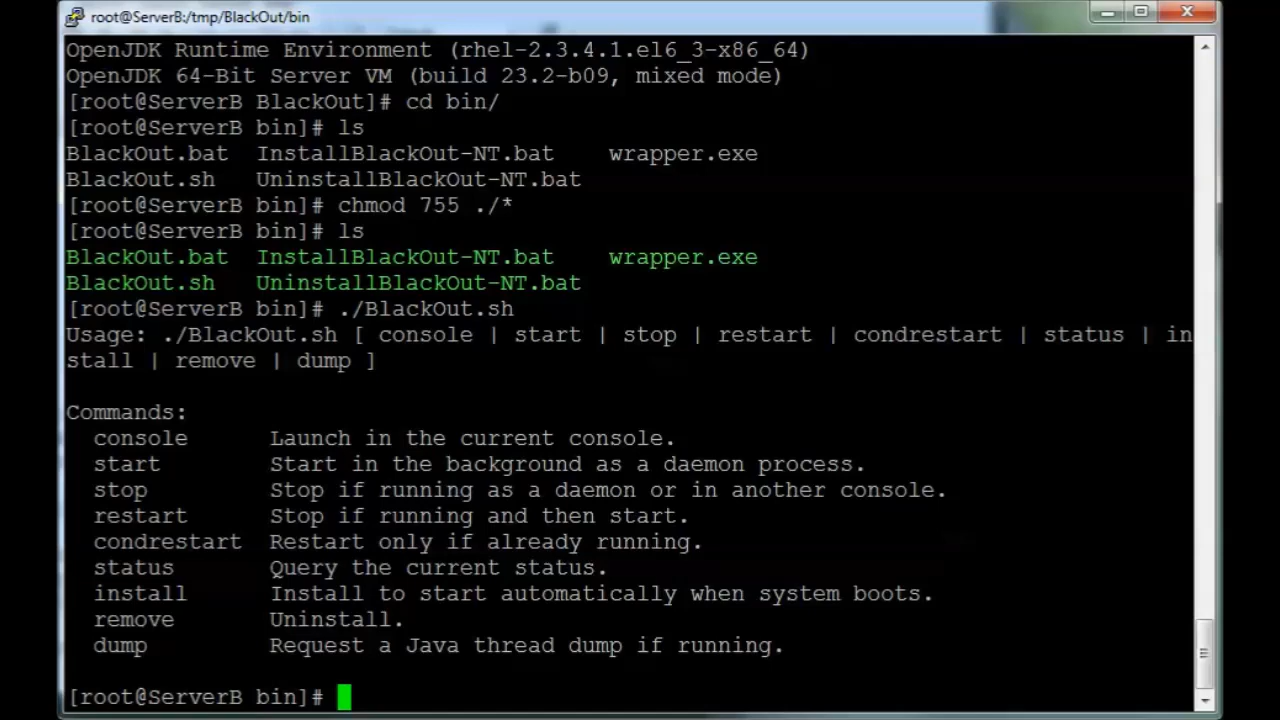 root@ServerB:/tmp/BlackOut/bin
OpenJDK Runtime Environment (rhel-2.3.4.1.el6_3-x86_64)
OpenJDK 64-Bit Server VM (build 23.2-b09, mixed mode)
[root@ServerB BlackOut]# cd bin/
[root@ServerB bin]# ls
BlackOut.bat  InstallBlackOut-NT.bat    wrapper.exe
BlackOut.sh   UninstallBlackOut-NT.bat
[root@ServerB bin]# chmod 755 ./*
[root@ServerB bin]# ls
BlackOut.bat  InstallBlackOut-NT.bat    wrapper.exe
BlackOut.sh   UninstallBlackOut-NT.bat
[root@ServerB bin]# ./BlackOut.sh
Usage: ./BlackOut.sh [ console | start | stop | restart | condrestart | status | in
stall | remove | dump ]
Commands:
  console      Launch in the current console.
  start        Start in the background as a daemon process.
  stop         Stop if running as a daemon or in another console.
  restart      Stop if running and then start.
  condrestart  Restart only if already running.
  status       Query the current status.
  install      Install to start automatically when system boots.
  remove       Uninstall.
  dump         Request a Java thread dump if running.
[root@ServerB bin]#